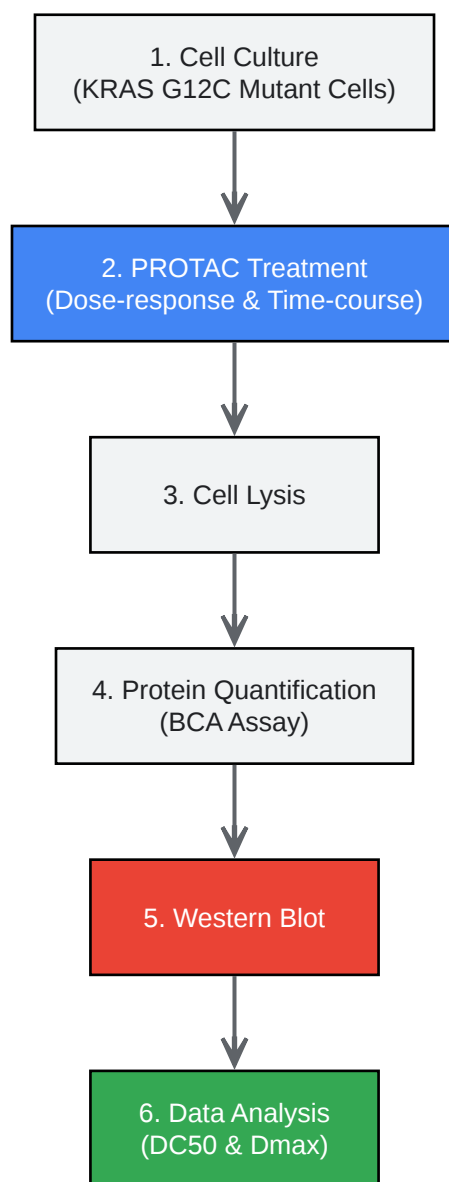 1. Cell Culture
(KRAS G12C Mutant Cells)
2. PROTAC Treatment
(Dose-response & Time-course)
3. Cell Lysis
4. Protein Quantification
(BCA Assay)
5. Western Blot
6. Data Analysis
(DC50 & Dmax)